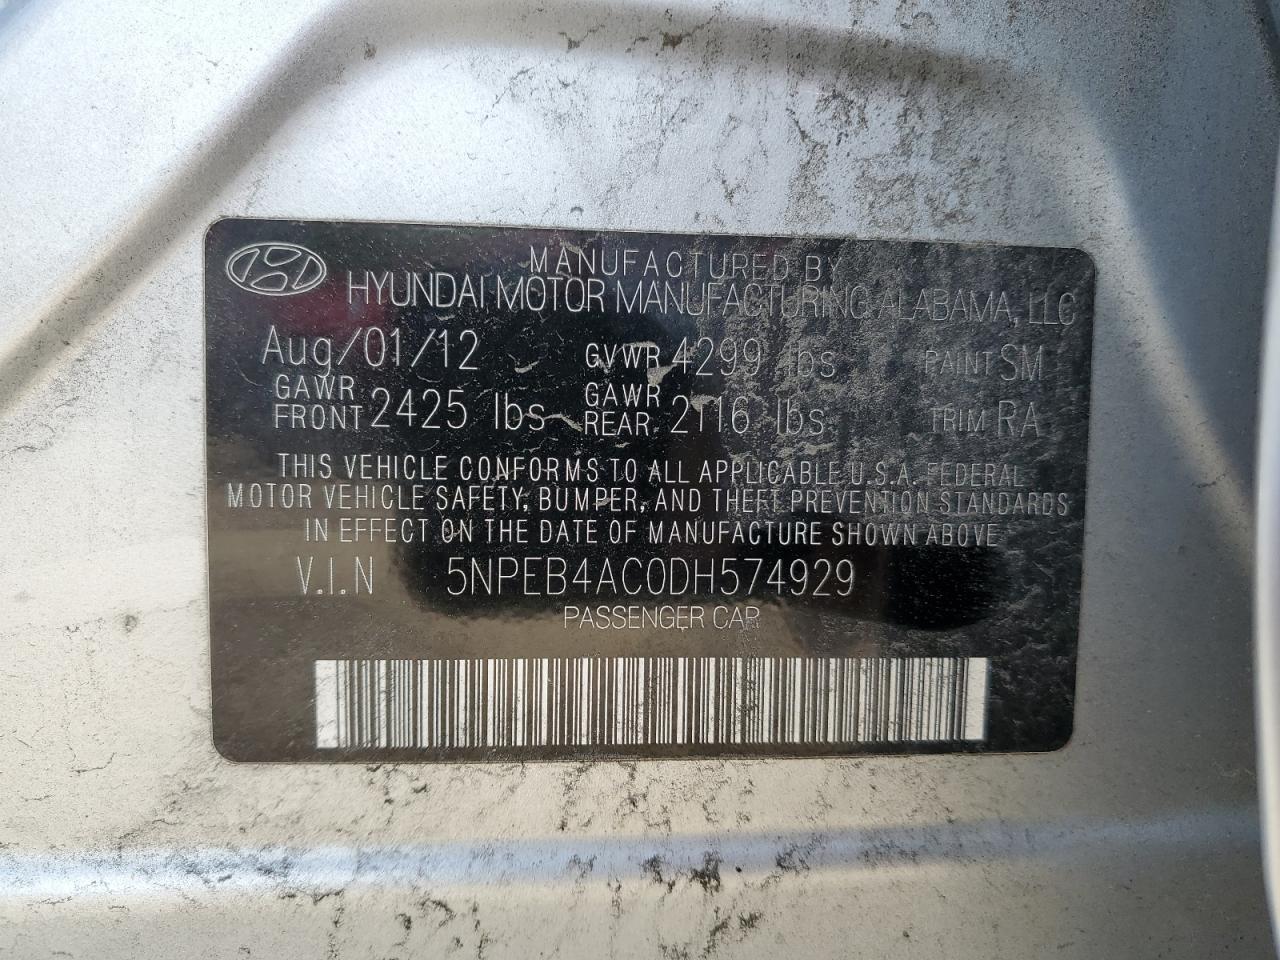 MANUFACTURED BY
HYUNDAI MOTOR MANUFACTURING ALABAMA, LLC
Aug/01/12 GVWR 4299 lbs PAINT SM
GAWR FRONT 2425 lbs GAWR REAR 2116 lbs TRIM RA
THIS VEHICLE CONFORMS TO ALL APPLICABLE U.S.A. FEDERAL
MOTOR VEHICLE SAFETY, BUMPER, AND THEFT PREVENTION STANDARDS
IN EFFECT ON THE DATE OF MANUFACTURE SHOWN ABOVE
V.I.N 5NPEB4AC0DH574929
PASSENGER CAR